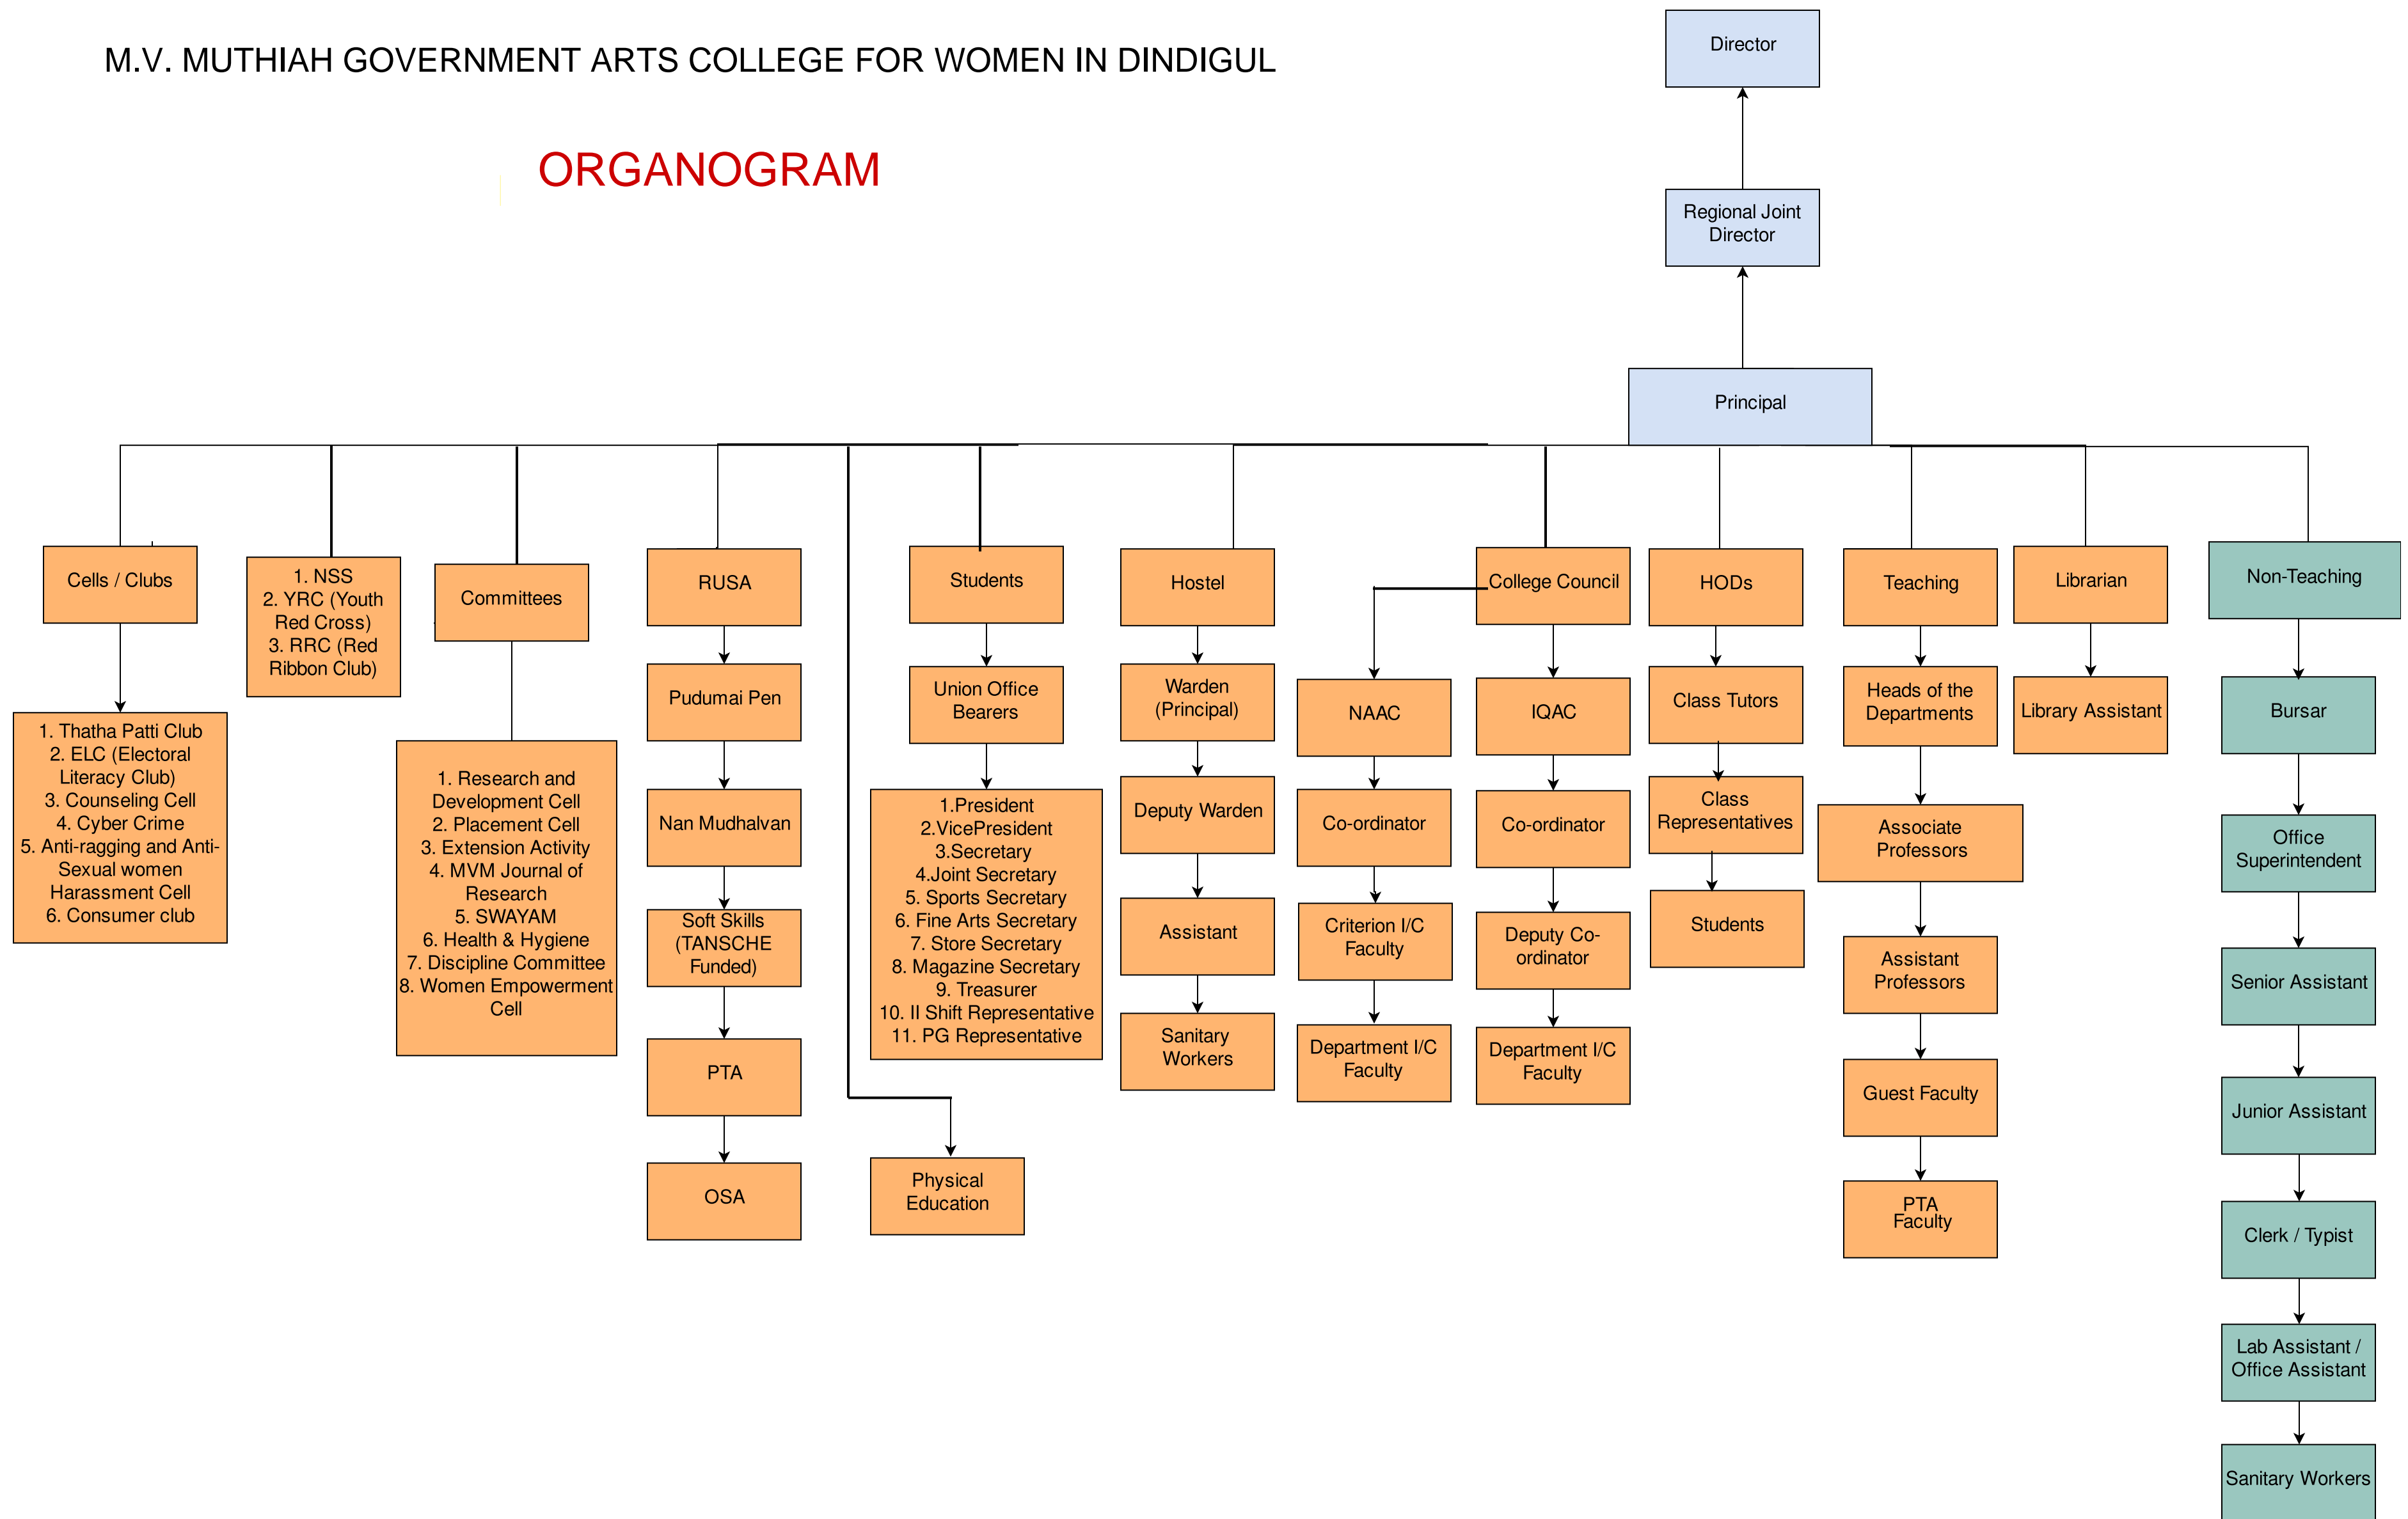 M.V. MUTHIAH GOVERNMENT ARTS COLLEGE FOR WOMEN IN DINDIGUL
ORGANOGRAM
Director
Regional Joint
Director
Principal
Cells / Clubs
1. Thatha Patti Club
2. ELC (Electoral
Literacy Club)
3. Counseling Cell
4. Cyber Crime
5. Anti-ragging and Anti-
Sexual women
Harassment Cell
6. Consumer club
1. NSS
2. YRC (Youth
Red Cross)
3. RRC (Red
Ribbon Club)
Committees
1. Research and
Development Cell
2. Placement Cell
3. Extension Activity
4. MVM Journal of
Research
5. SWAYAM
6. Health & Hygiene
7. Discipline Committee
8. Women Empowerment
Cell
RUSA
Pudumai Pen
Nan Mudhalvan
Soft Skills
(TANSCHE
Funded)
PTA
OSA
Students
Union Office
Bearers
1.President
2.VicePresident
3.Secretary
4.Joint Secretary
5. Sports Secretary
6. Fine Arts Secretary
7. Store Secretary
8. Magazine Secretary
9. Treasurer
10. II Shift Representative
11. PG Representative
Physical
Education
Hostel
Warden
(Principal)
Deputy Warden
Assistant
Sanitary
Workers
College Council
NAAC
Co-ordinator
Criterion I/C
Faculty
Department I/C
Faculty
IQAC
Co-ordinator
Deputy Co-
ordinator
Department I/C
Faculty
HODs
Class Tutors
Class
Representatives
Students
Teaching
Heads of the
Departments
Associate
Professors
Assistant
Professors
Guest Faculty
PTA
Faculty
Librarian
Library Assistant
Non-Teaching
Bursar
Office
Superintendent
Senior Assistant
Junior Assistant
Clerk / Typist
Lab Assistant /
Office Assistant
Sanitary Workers